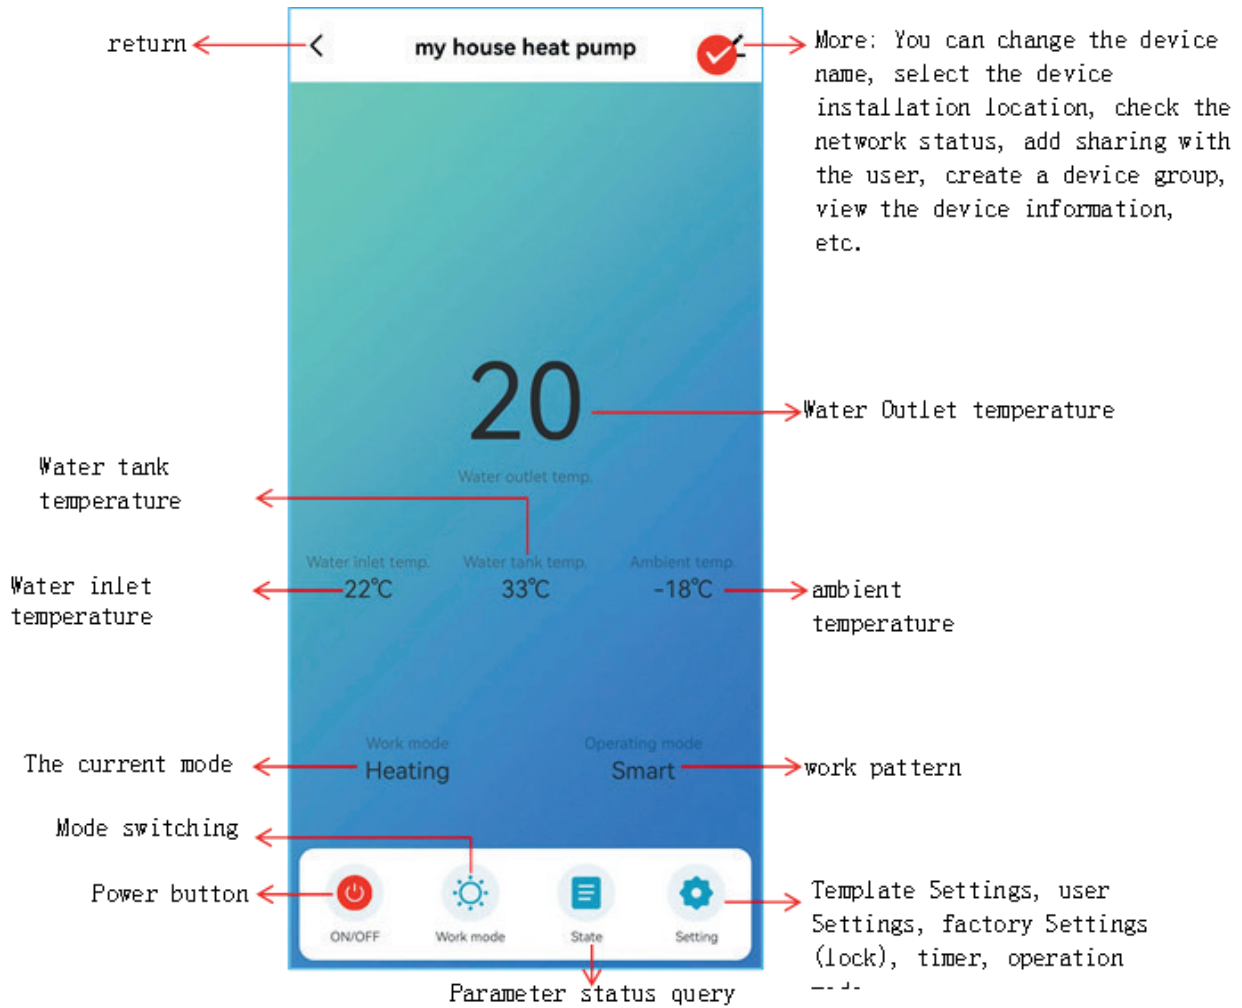 return
my house heat pump
More: You can change the device
name, select the device
installation location, check the
network status, add sharing with
the user, create a device group,
view the device information,
etc.
20
Water Outlet temperature
Water outlet temp.
Water tank
temperature
Water inlet temp.
Water tank temp.
Ambient temp.
22℃
33℃
-18℃
Water inlet
temperature
ambient
temperature
Work mode
Operating mode
The current mode
Heating
Smart
work pattern
Mode switching
Power button
ON/OFF
Work mode
State
Setting
Template Settings, user
Settings, factory Settings
(lock), timer, operation
Parameter status query